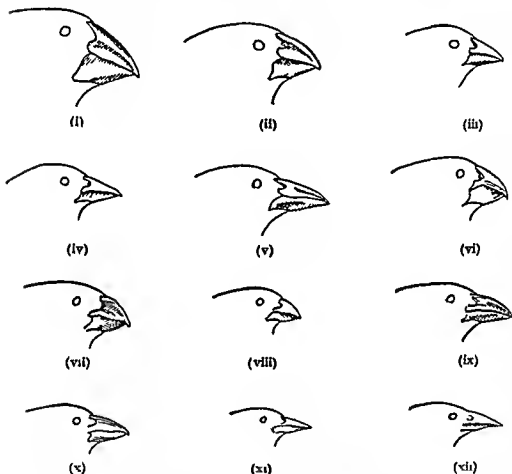 (i) (ii) (iii)
(iv) (v) (vi)
(vii) (viii) (ix)
(x) (xi) (xii)